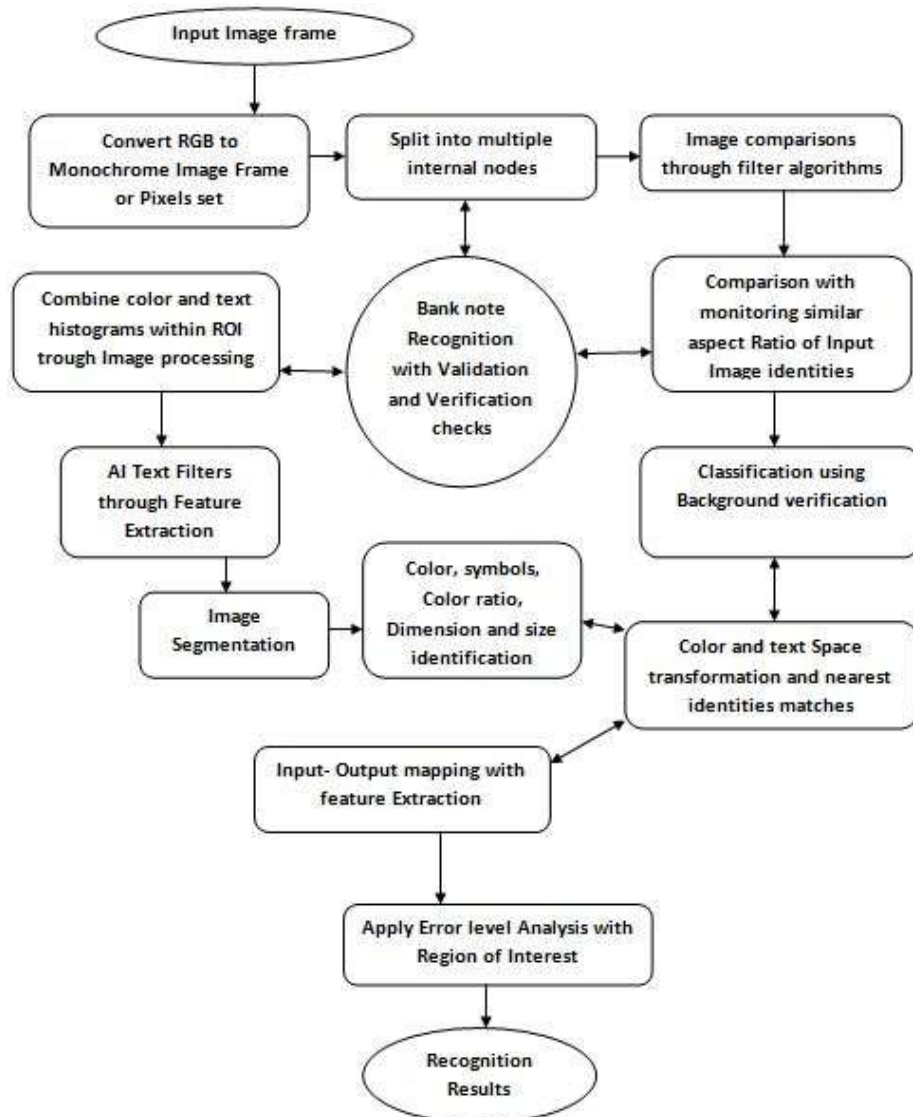 Input Image frame
Convert RGB to
Monochrome Image Frame
or Pixels set
Split into multiple
internal nodes
Image comparisons
through filter algorithms
Combine color and text
histograms within ROI
trough Image processing
Bank note
Recognition
with Validation
and Verification
checks
Comparison with
monitoring similar
aspect Ratio of Input
Image identities
AI Text Filters
through Feature
Extraction
Classification using
Background verification
Image
Segmentation
Color, symbols,
Color ratio,
Dimension and size
identification
Color and text Space
transformation and nearest
identities matches
Input- Output mapping with
feature Extraction
Apply Error level Analysis with
Region of Interest
Recognition
Results